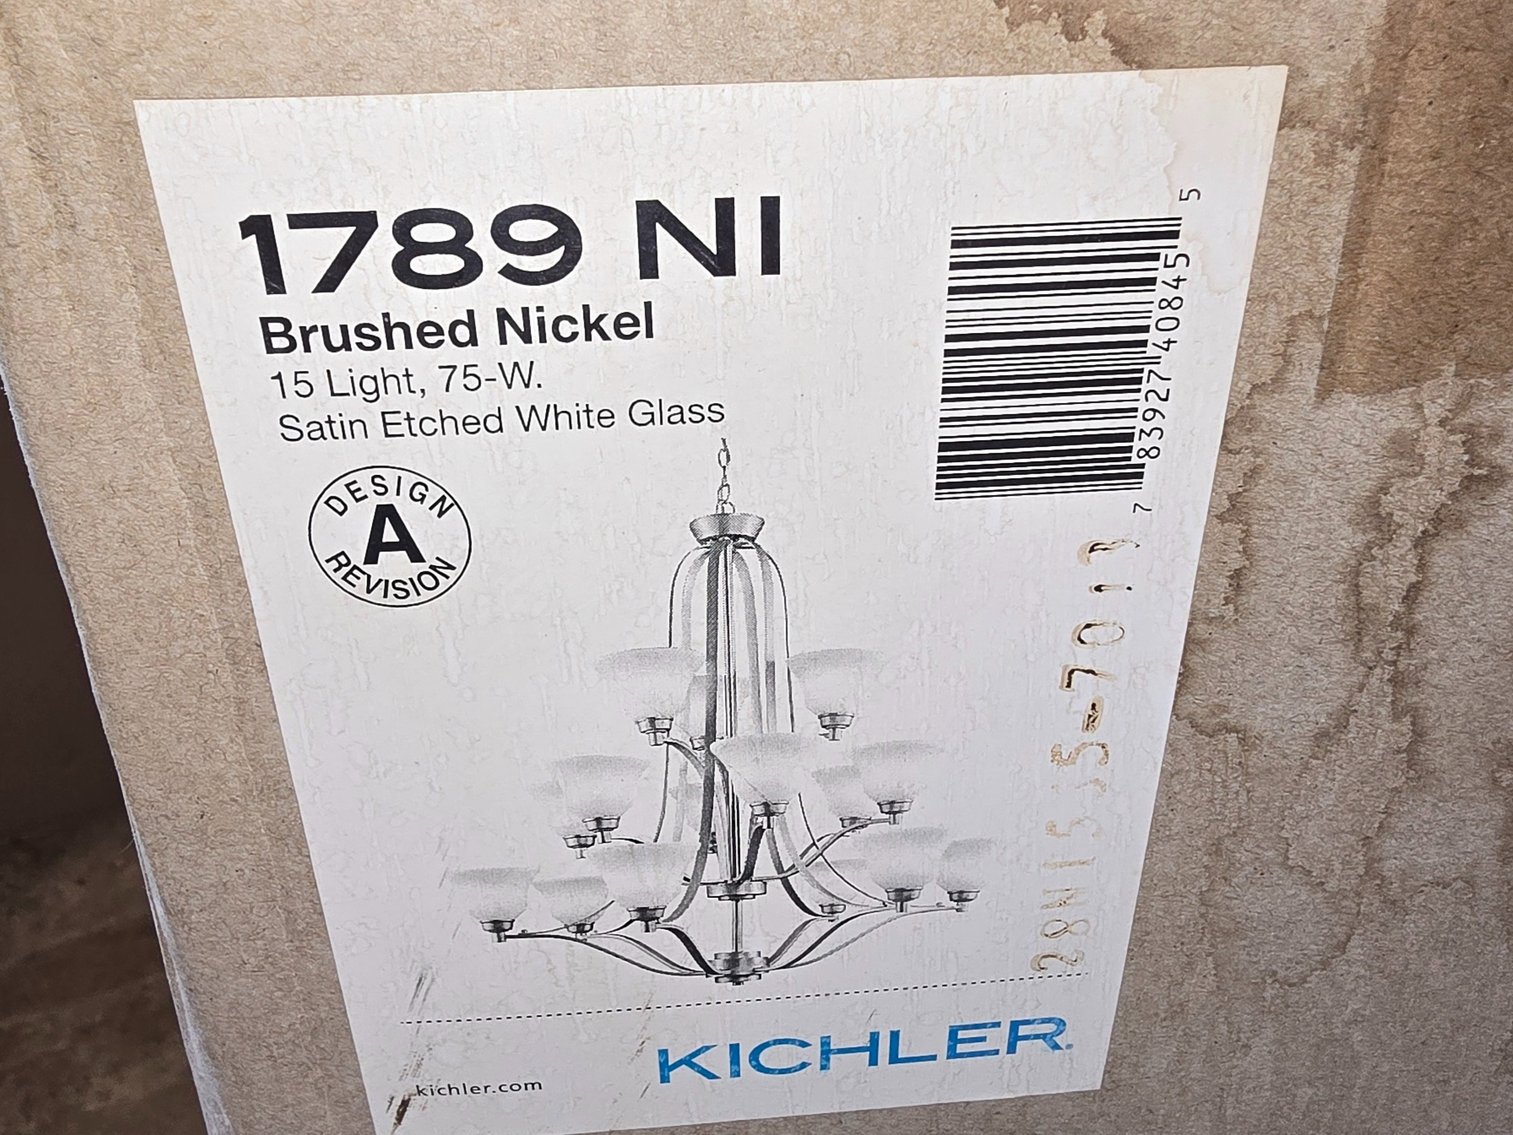 1789 NI
Brushed Nickel
15 Light, 75-W.
Satin Etched White Glass
DESIGN
A
REVISION
7 83927 40845 5
kichler.com
KICHLER.